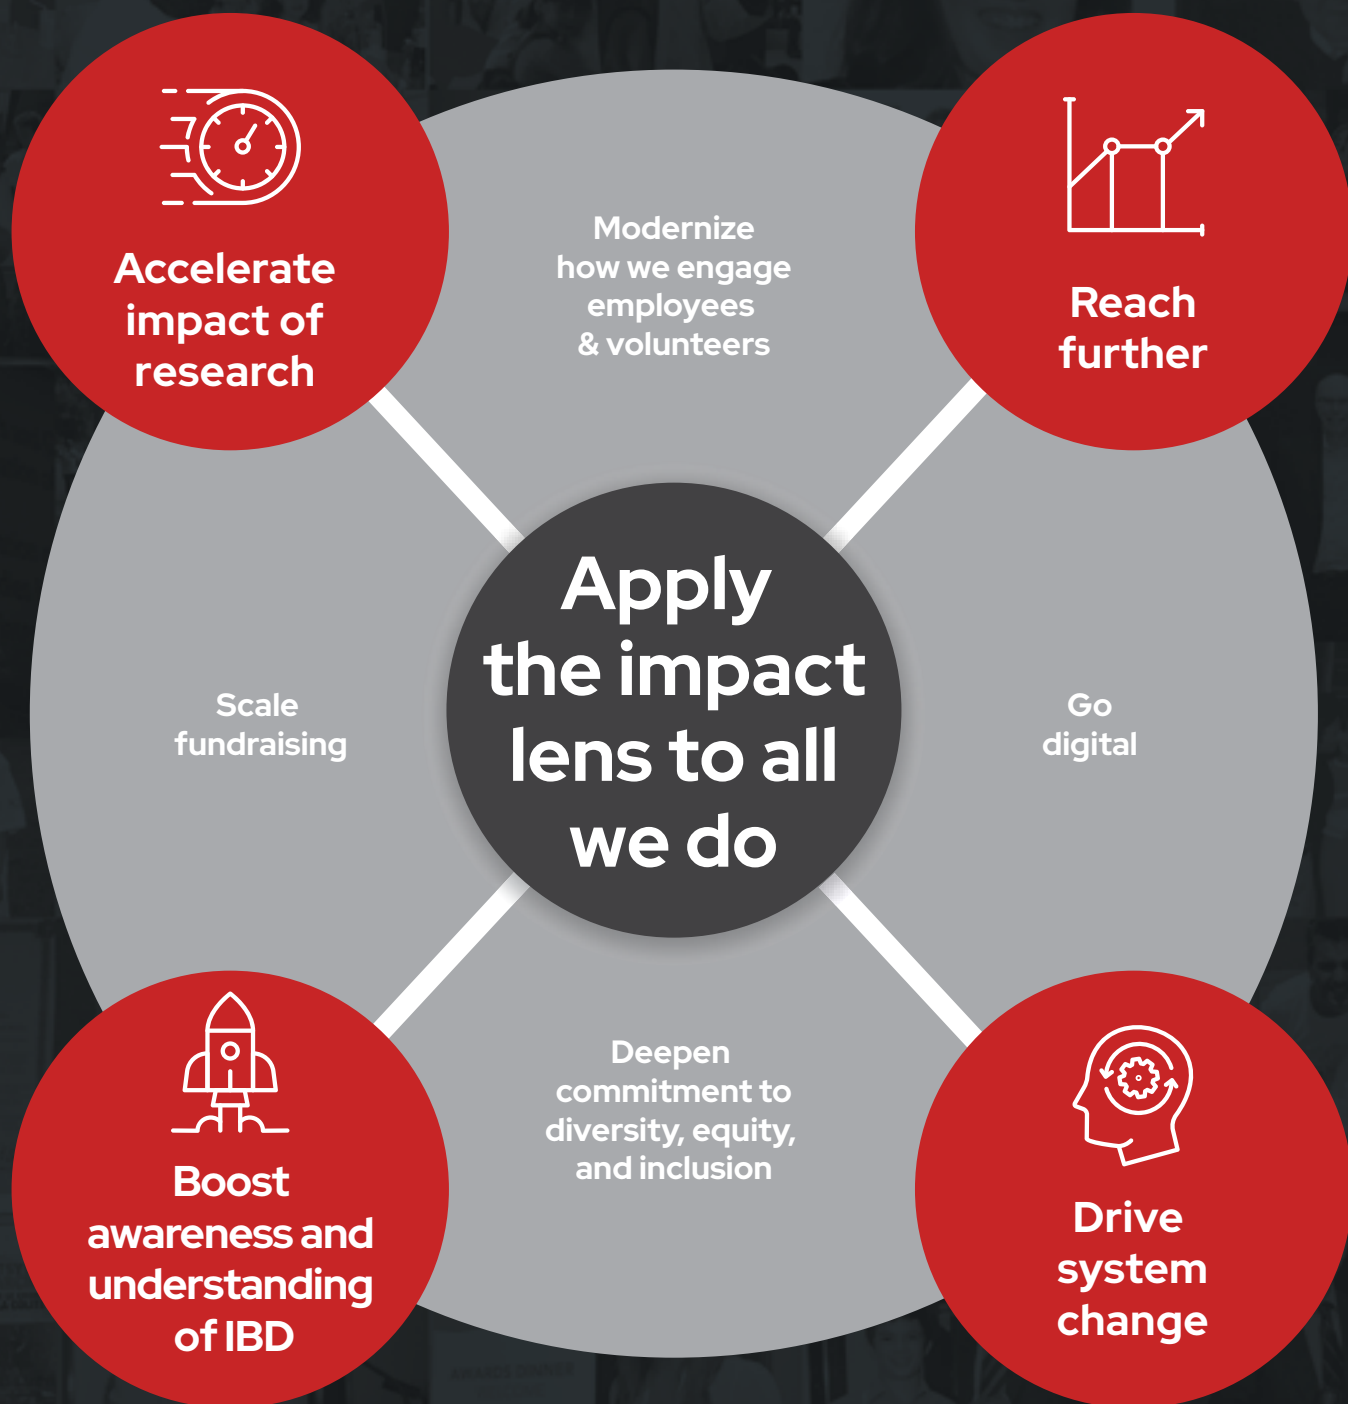 Accelerate
impact of
research
Modernize
how we engage
employees
& volunteers
Reach
further
Scale
fundraising
Apply
the impact
lens to all
we do
Go
digital
Boost
awareness and
understanding
of IBD
Deepen
commitment to
diversity, equity,
and inclusion
Drive
system
change
AWARDS DINNER